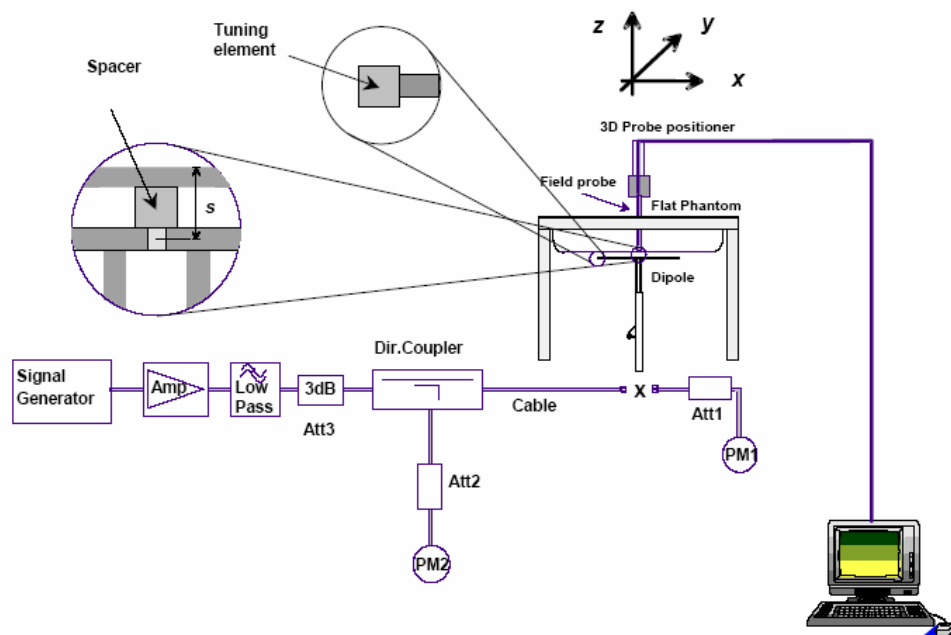 Tuning
element
Spacer
z
y
x
3D Probe positioner
Field probe
s
Flat Phantom
Dipole
Dir.Coupler
Signal
Generator
Amp
Low
Pass
3dB
Att3
Cable
x
Att1
PM1
Att2
PM2